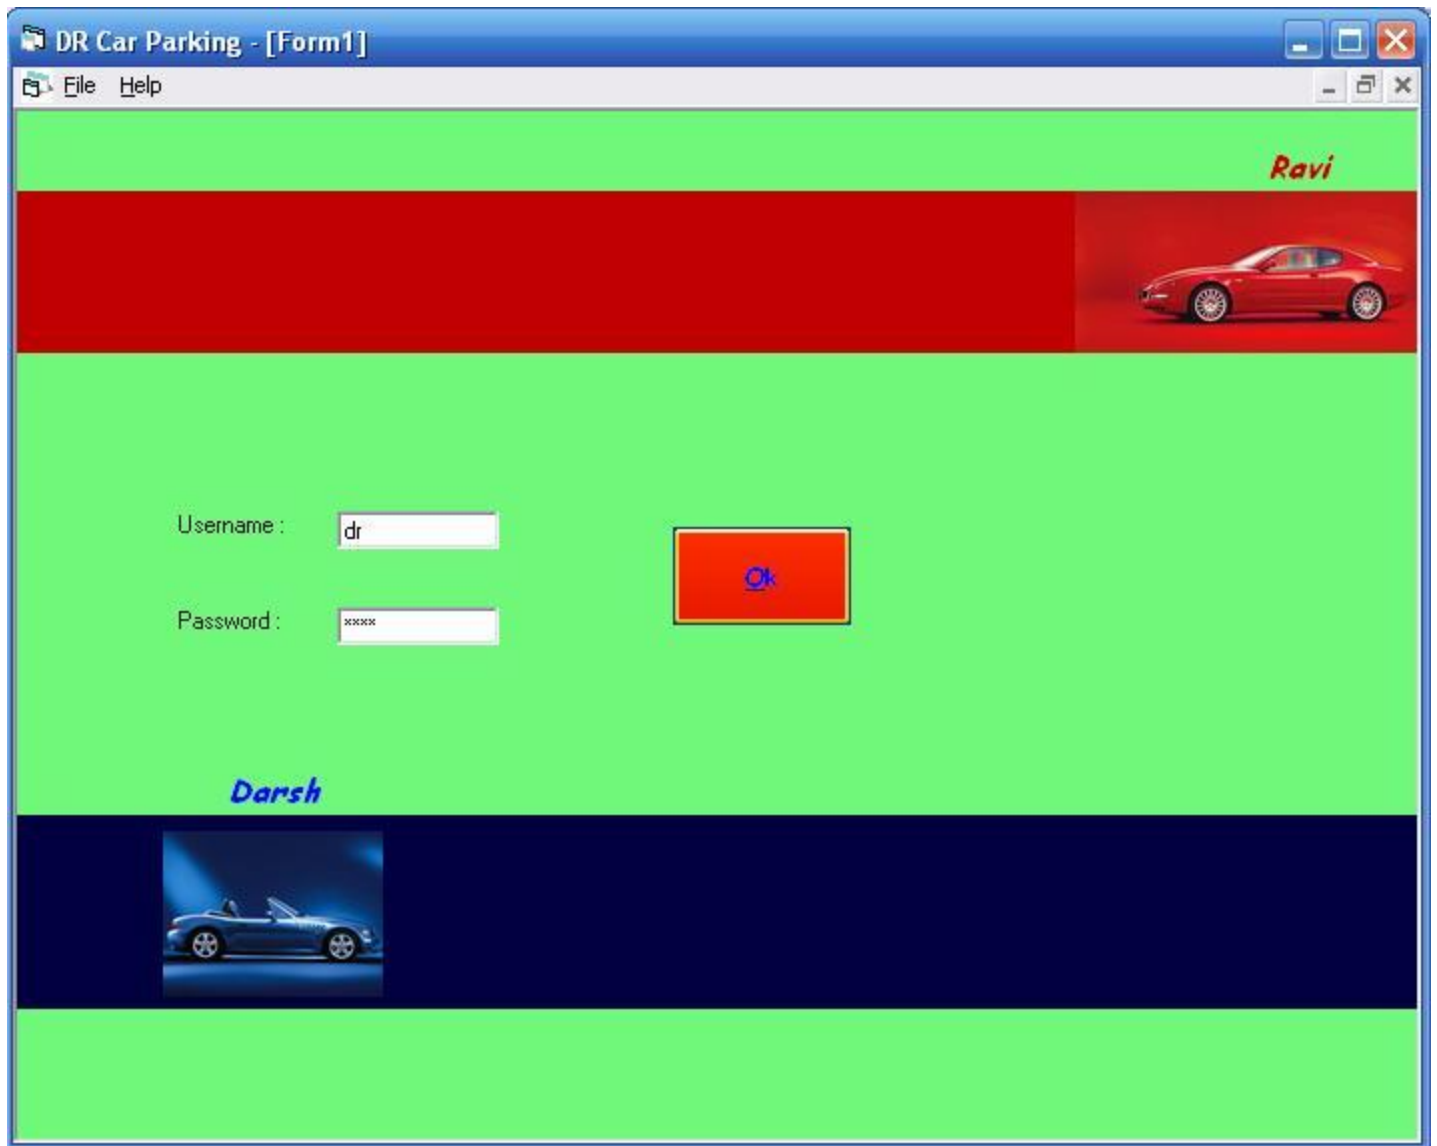 DR Car Parking - [Form1]
File Help
Ravi
Username : dr
Ok
Password : ××××
Darsh